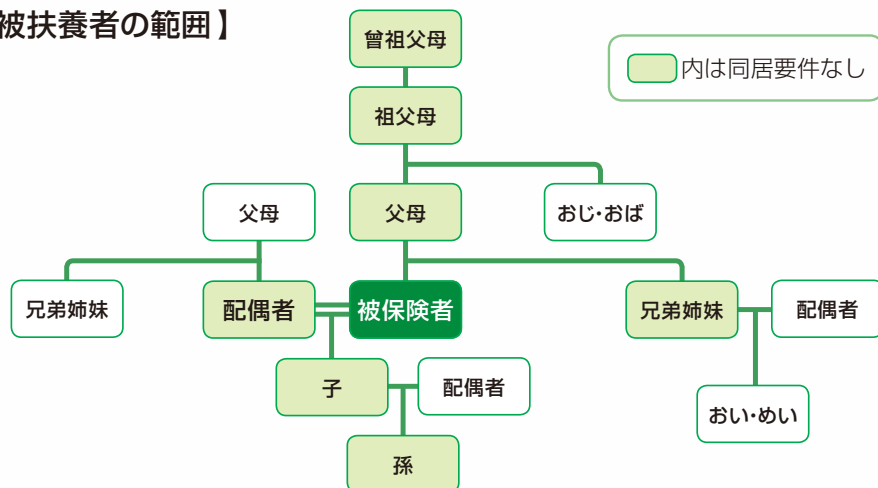 被扶養者の範囲】
曾祖父母
内は同居要件なし
祖父母
父母
父母
おじ・おば
兄弟姉妹
配偶者
被保険者
兄弟姉妹
配偶者
子
配偶者
おい・めい
孫